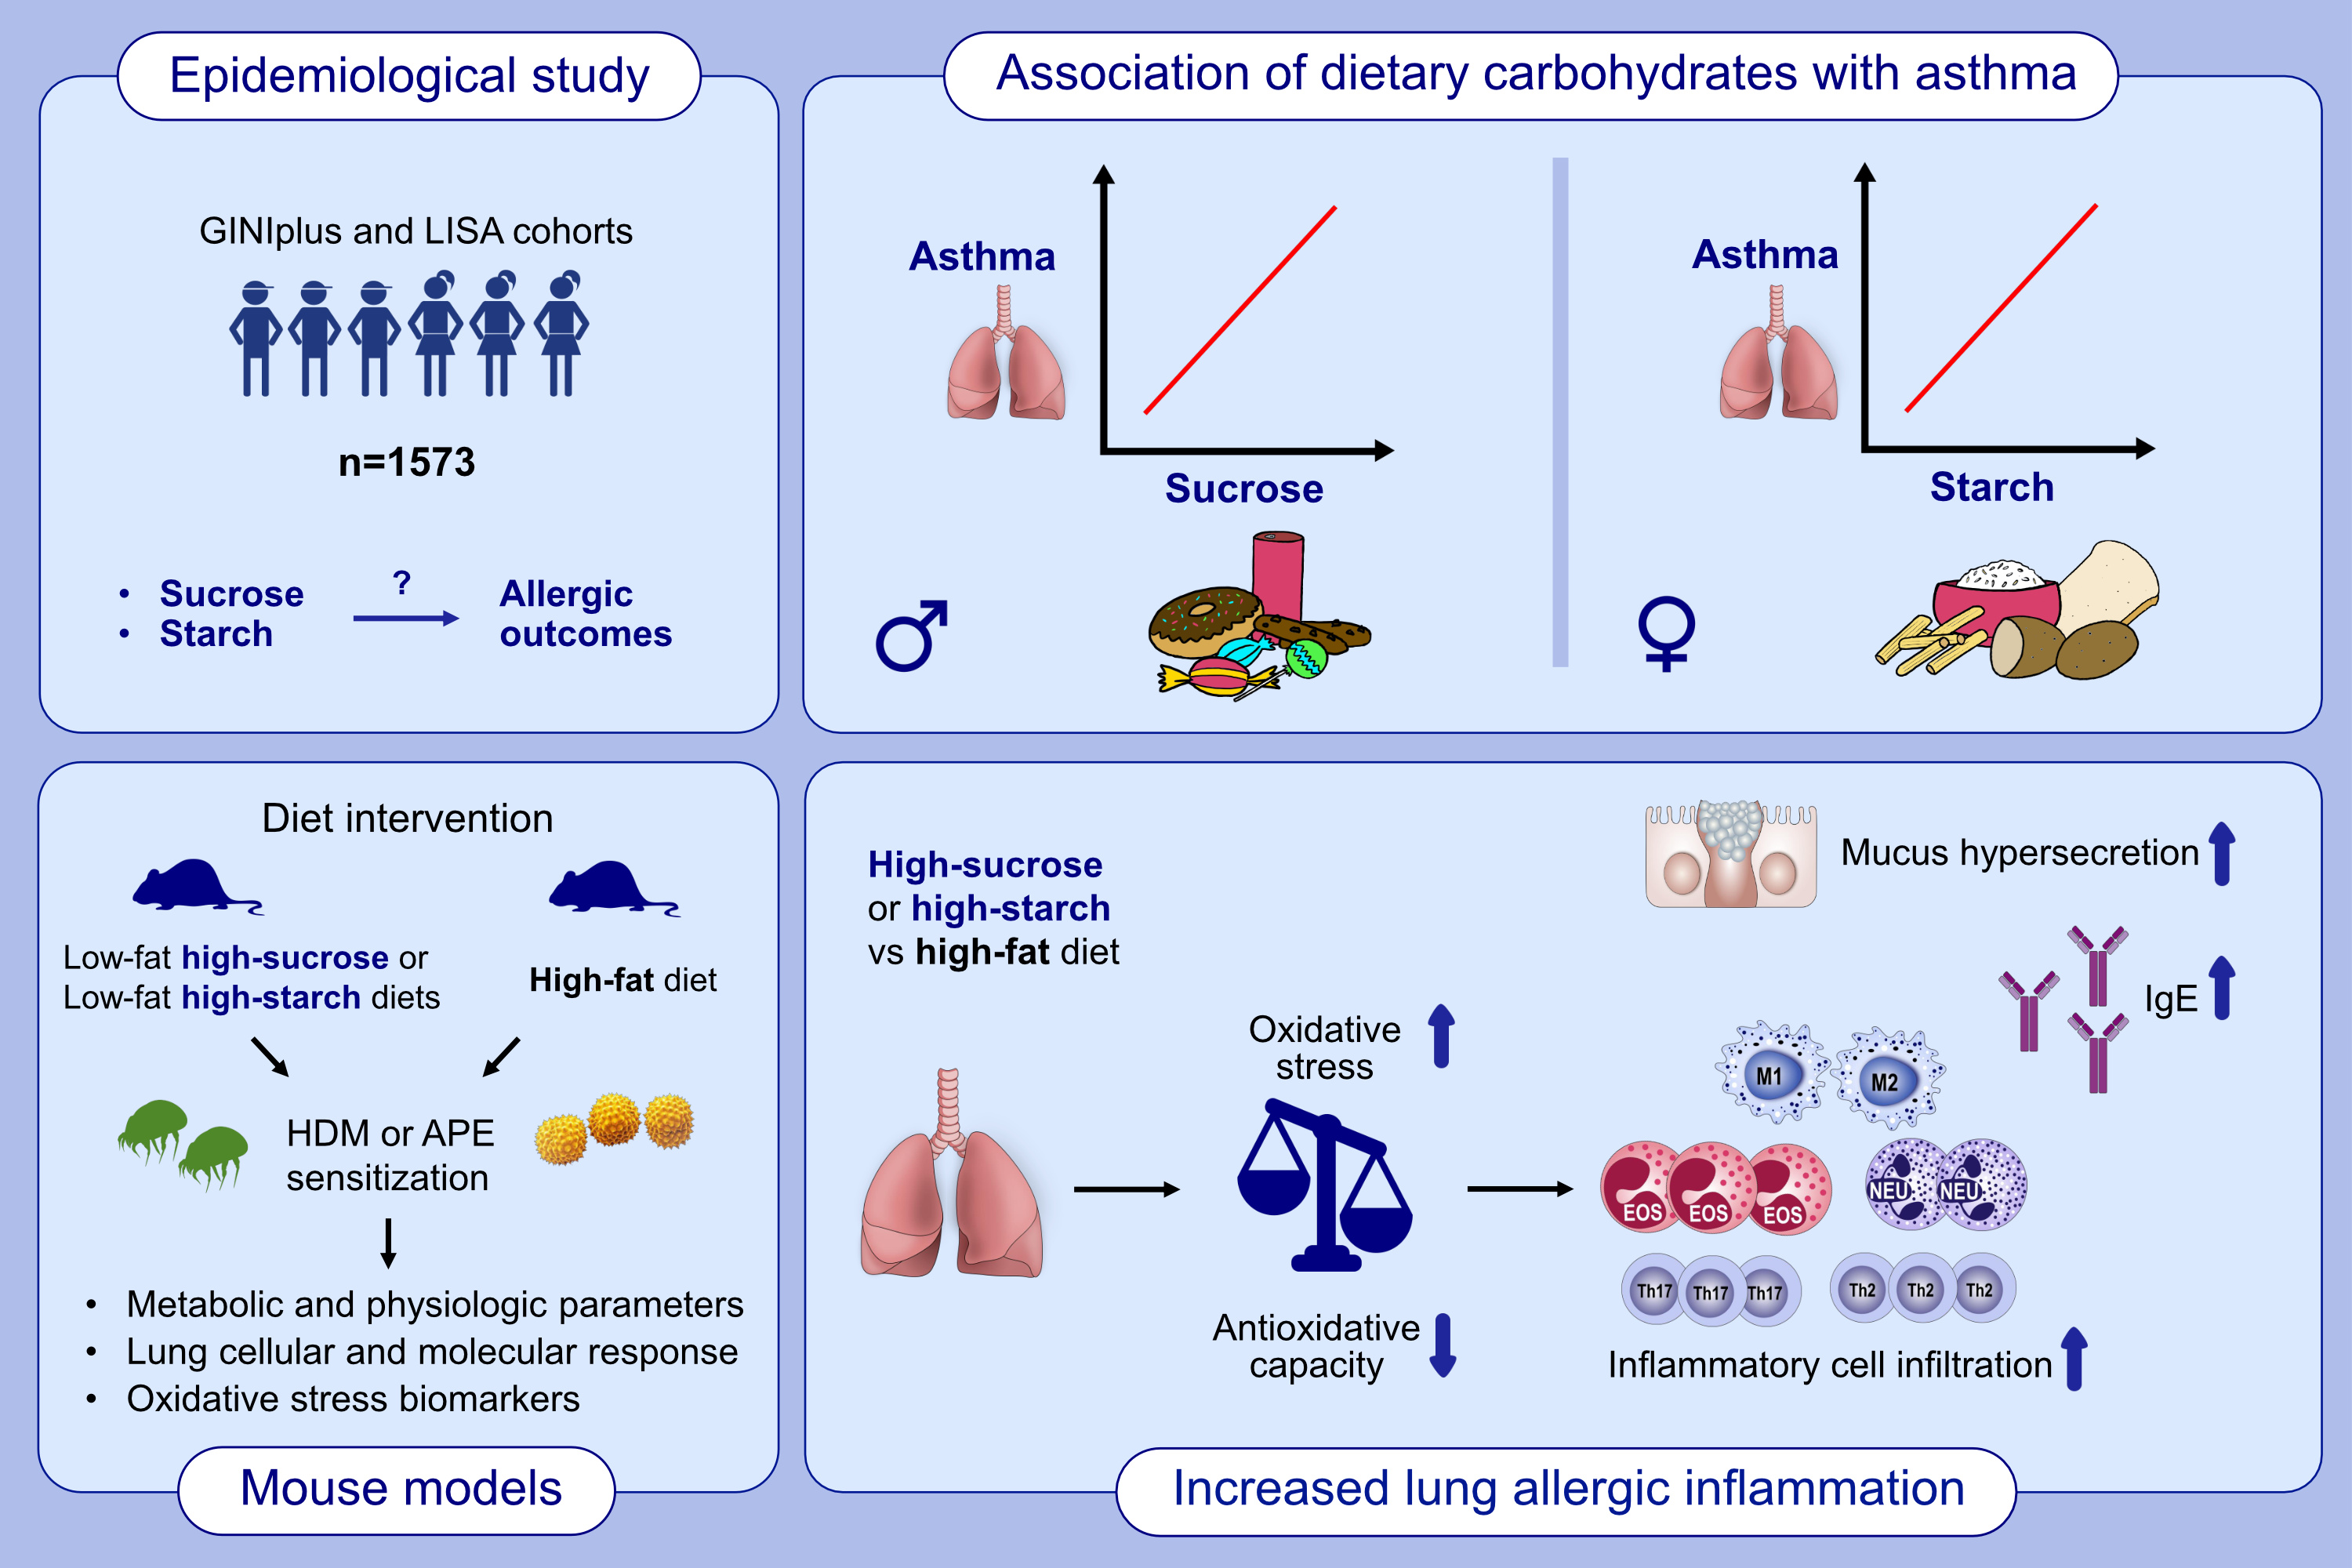 Epidemiological study
GINIplus and LISA cohorts
n=1573
• Sucrose
• Starch
?
Allergic
outcomes
Association of dietary carbohydrates with asthma
Asthma
Sucrose
♂
Asthma
Starch
♀
Diet intervention
Low-fat high-sucrose or
Low-fat high-starch diets
High-fat diet
HDM or APE
sensitization
• Metabolic and physiologic parameters
• Lung cellular and molecular response
• Oxidative stress biomarkers
Mouse models
High-sucrose
or high-starch
vs high-fat diet
Oxidative
stress
Antioxidative
capacity
Mucus hypersecretion
IgE
M1 M2
EOS EOS EOS NEU NEU
Th17 Th17 Th17 Th2 Th2 Th2
Inflammatory cell infiltration
Increased lung allergic inflammation